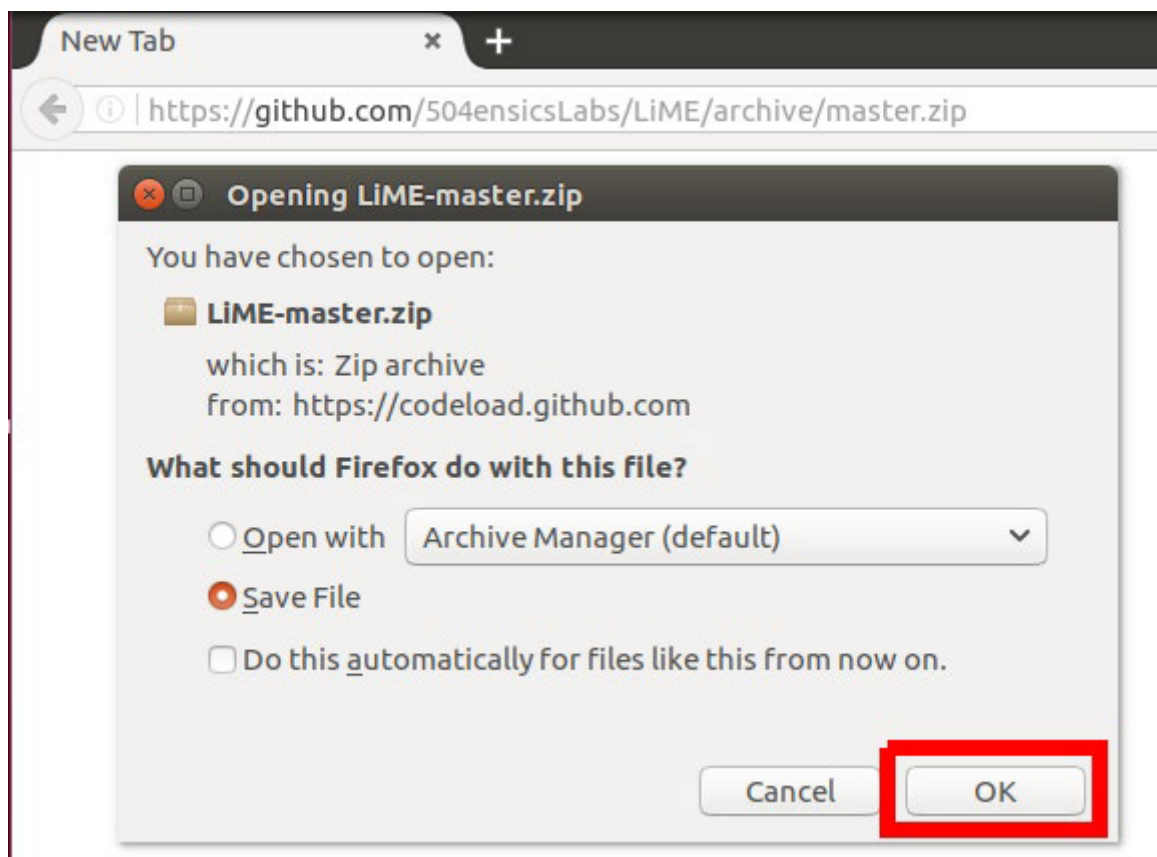 New Tab
https://github.com/504ensicsLabs/LiME/archive/master.zip
Opening LiME-master.zip
You have chosen to open:
LiME-master.zip
which is: Zip archive
from: https://codeload.github.com
What should Firefox do with this file?
Open with Archive Manager (default)
Save File
Do this automatically for files like this from now on.
Cancel OK